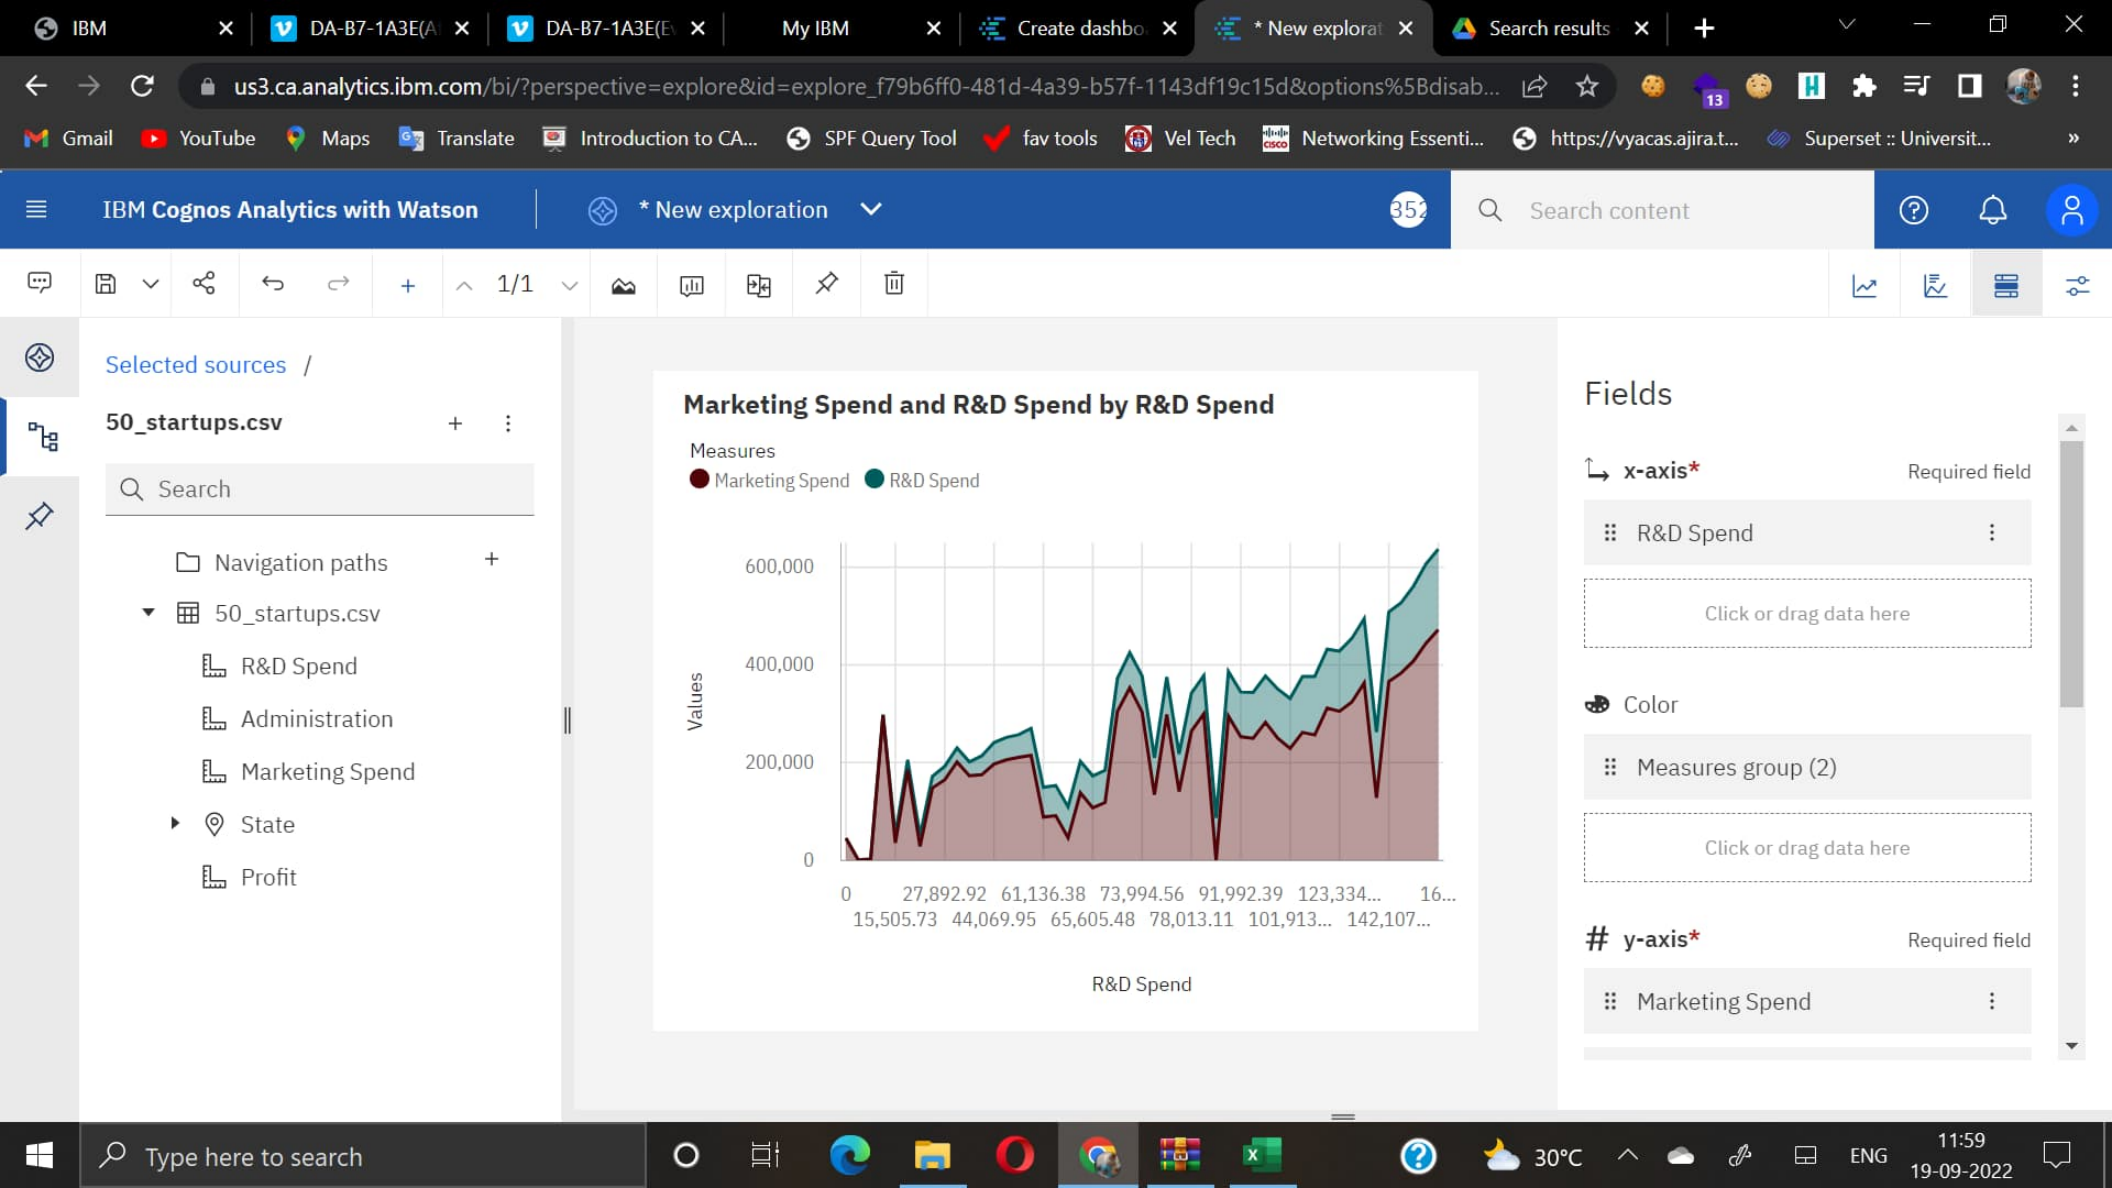 IBM
DA-B7-1A3E(A
DA-B7-1A3E(E
My IBM
Create dashbo
* New explorat
Search results
us3.ca.analytics.ibm.com/bi/?perspective=explore&id=explore_f79b6ff0-481d-4a39-b57f-1143df19c15d&options%5Bdisab...
13
H
Gmail
YouTube
Maps
Translate
Introduction to CA...
SPF Query Tool
fav tools
Vel Tech
CISCO
Networking Essenti...
https://vyacas.ajira.t...
Superset :: Universit...
»
IBM Cognos Analytics with Watson
* New exploration
352
Search content
1/1
Selected sources /
50_startups.csv
Search
Navigation paths
50_startups.csv
R&D Spend
Administration
Marketing Spend
State
Profit
Marketing Spend and R&D Spend by R&D Spend
Measures
Marketing Spend R&D Spend
Values
600,000
400,000
200,000
0
0 27,892.92 61,136.38 73,994.56 91,992.39 123,334... 16...
15,505.73 44,069.95 65,605.48 78,013.11 101,913... 142,107...
R&D Spend
Fields
x-axis* Required field
R&D Spend
Click or drag data here
Color
Measures group (2)
Click or drag data here
# y-axis* Required field
Marketing Spend
Type here to search
30°C
ENG
11:59
19-09-2022